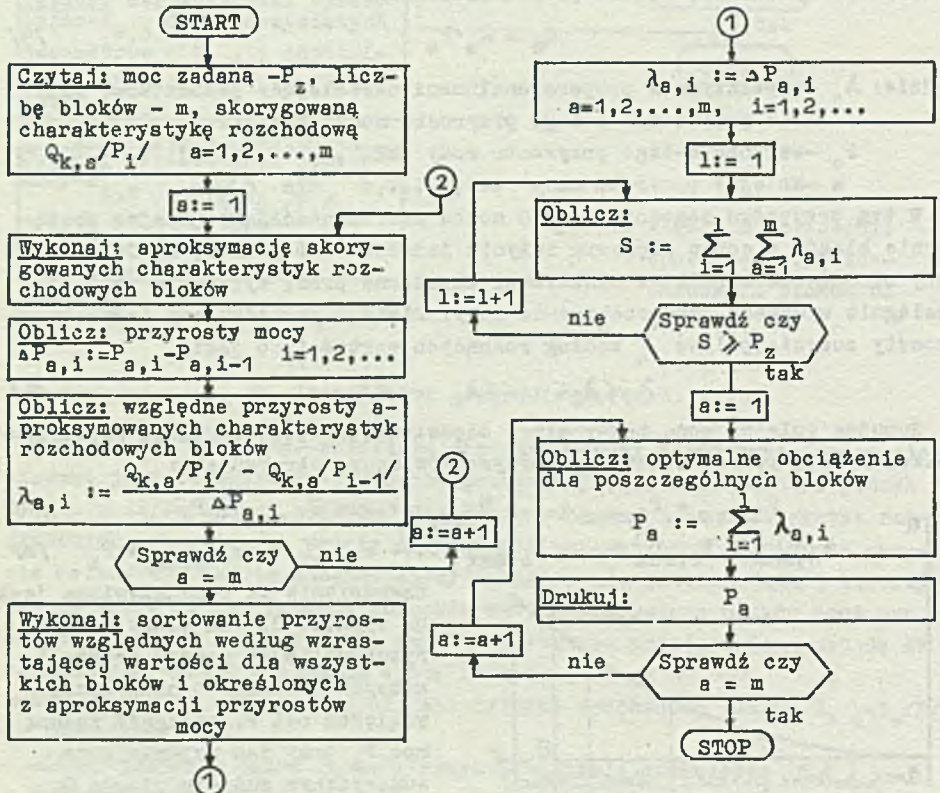 START
Czytaj: moc zadaną -P_z, licz-
bę bloków - m, skorygowaną
charakterystykę rozchodową
Q_k,a/P_i/ a=1,2,...,m
a:= 1
2
Wykonaj: aproksymację skory-
gowanych charakterystyk roz-
chodowych bloków
Oblicz: przyrosty mocy
ΔP_a,i :=P_a,i-P_a,i-1 i=1,2,...
Oblicz: względne przyrosty a-
proksymowanych charakterystyk
rozchodowych bloków
λ_a,i := Q_k,a/P_i/ - Q_k,a/P_i-1/
ΔP_a,i
2
a:=a+1
Sprawdź czy
a = m
nie
Wykonaj: sortowanie przyros-
tów względnych według wzras-
tającej wartości dla wszyst-
kich bloków i określonych
z aproksymacji przyrostów
mocy
1
1
λ_a,i := ΔP_a,i
a=1,2,...,m, i=1,2,...
l:= 1
Oblicz:
S := ∑_{i=1}^{l} ∑_{a=1}^{m} λ_a,i
l:=l+1
nie
Sprawdź czy
S ⩾ P_z
tak
a:= 1
Oblicz: optymalne obciążenie
dla poszczególnych bloków
P_a := ∑_{i=1}^{l} λ_a,i
Drukuj: P_a
a:=a+1
nie
Sprawdź czy
a = m
tak
STOP